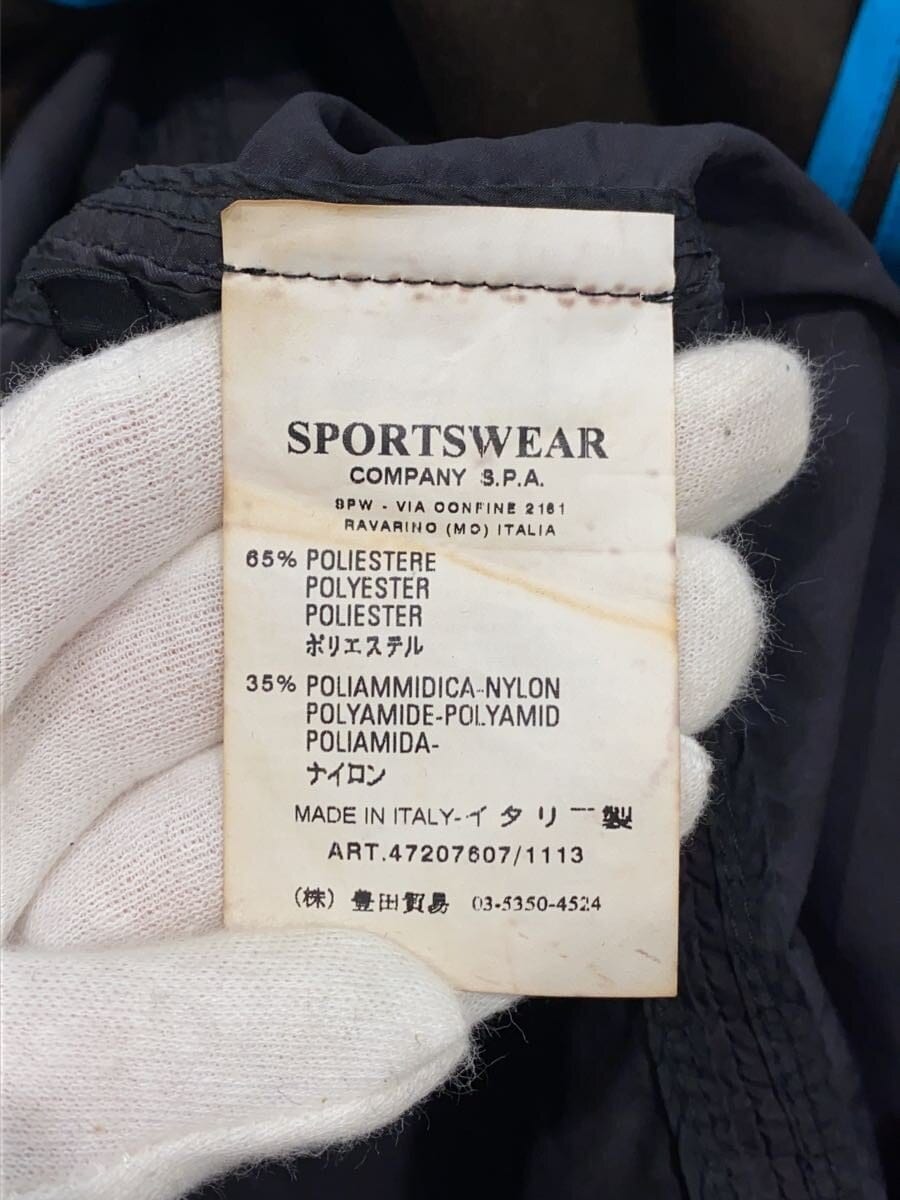 SPORTSWEAR
COMPANY S.P.A.
SPW - VIA CONFINE 2161
RAVARINO (MO) ITALIA
65% POLIESTERE
POLYESTER
POLIESTER
ポリエステル
35% POLIAMMIDICA-NYLON
POLYAMIDE-POLYAMID
POLIAMIDA-
ナイロン
MADE IN ITALY-イタリー製
ART.47207607/1113
(株) 豊田貿易 03-5350-4524